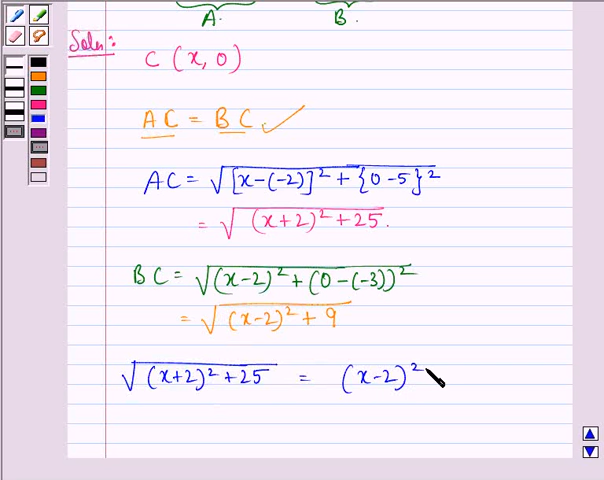 A. B.
Soln:
C (x, 0)
AC = BC ✓
AC = √[x-(-2)]² + {0-5}²
= √(x+2)² + 25.
BC = √(x-2)² + (0-(-3))²
= √(x-2)² + 9
√(x+2)² + 25 = (x-2)²